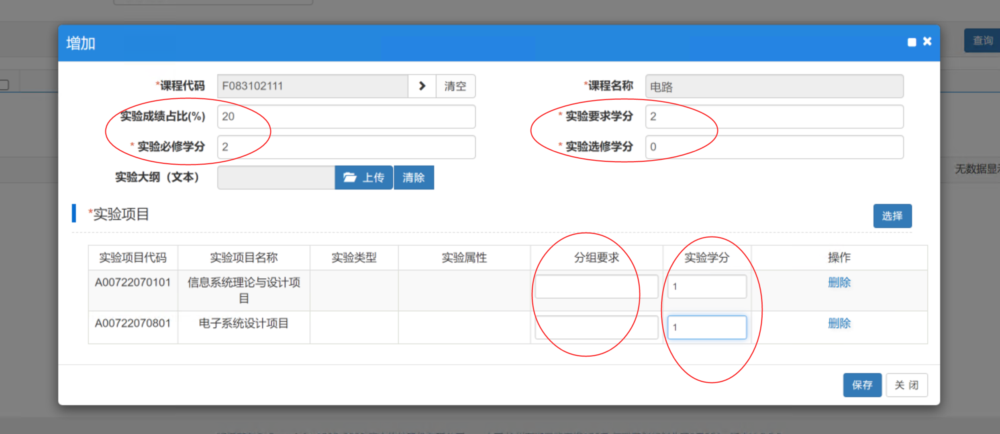 查询
增加
*课程代码 F083102111 清空 *课程名称 电路
实验成绩占比(%) 20 * 实验要求学分 2
* 实验必修学分 2 * 实验选修学分 0
无数据显
实验大纲（文本） 上传 清除
*实验项目 选择
实验项目代码 实验项目名称 实验类型 实验属性 分组要求 实验学分 操作
A00722070101 信息系统理论与设计项 1 删除
目
A00722070801 电子系统设计项目 1 删除
保存 关 闭